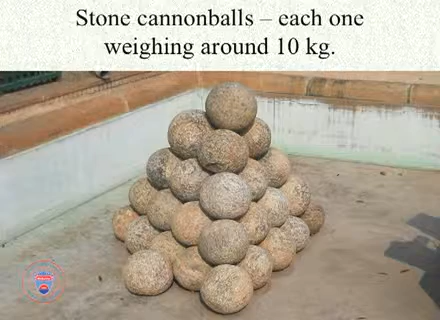 Stone cannonballs – each one
weighing around 10 kg.